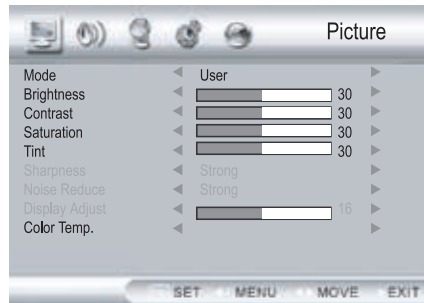 Picture
Mode User
Brightness 30
Contrast 30
Saturation 30
Tint 30
Sharpness Strong
Noise Reduce Strong
Display Adjust 16
Color Temp.
SET MENU MOVE EXIT